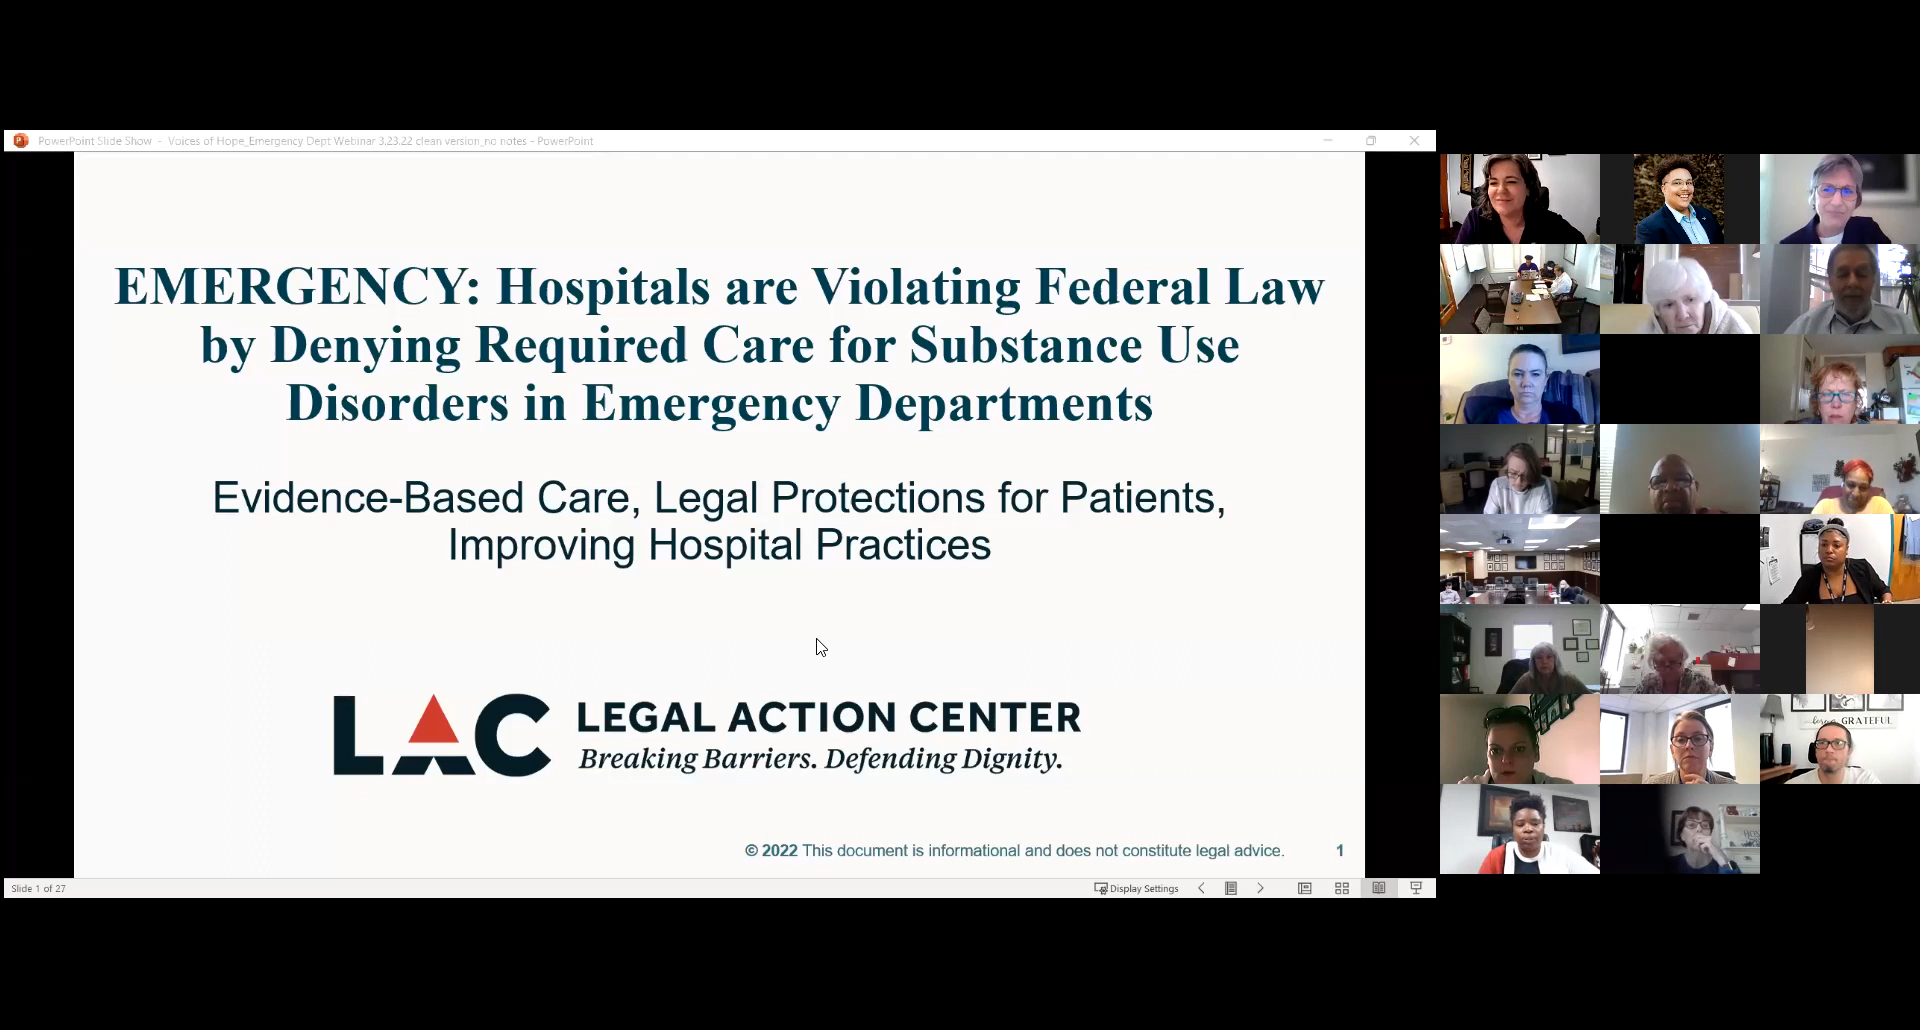 PowerPoint Slide Show - Voices of Hope_Emergency Dept Webinar 3.23.22 clean version_no notes - PowerPoint
EMERGENCY: Hospitals are Violating Federal Law
by Denying Required Care for Substance Use
Disorders in Emergency Departments
Evidence-Based Care, Legal Protections for Patients,
Improving Hospital Practices
LAC
LEGAL ACTION CENTER
Breaking Barriers. Defending Dignity.
© 2022 This document is informational and does not constitute legal advice.
1
Slide 1 of 27
Display Settings
GRATEFUL